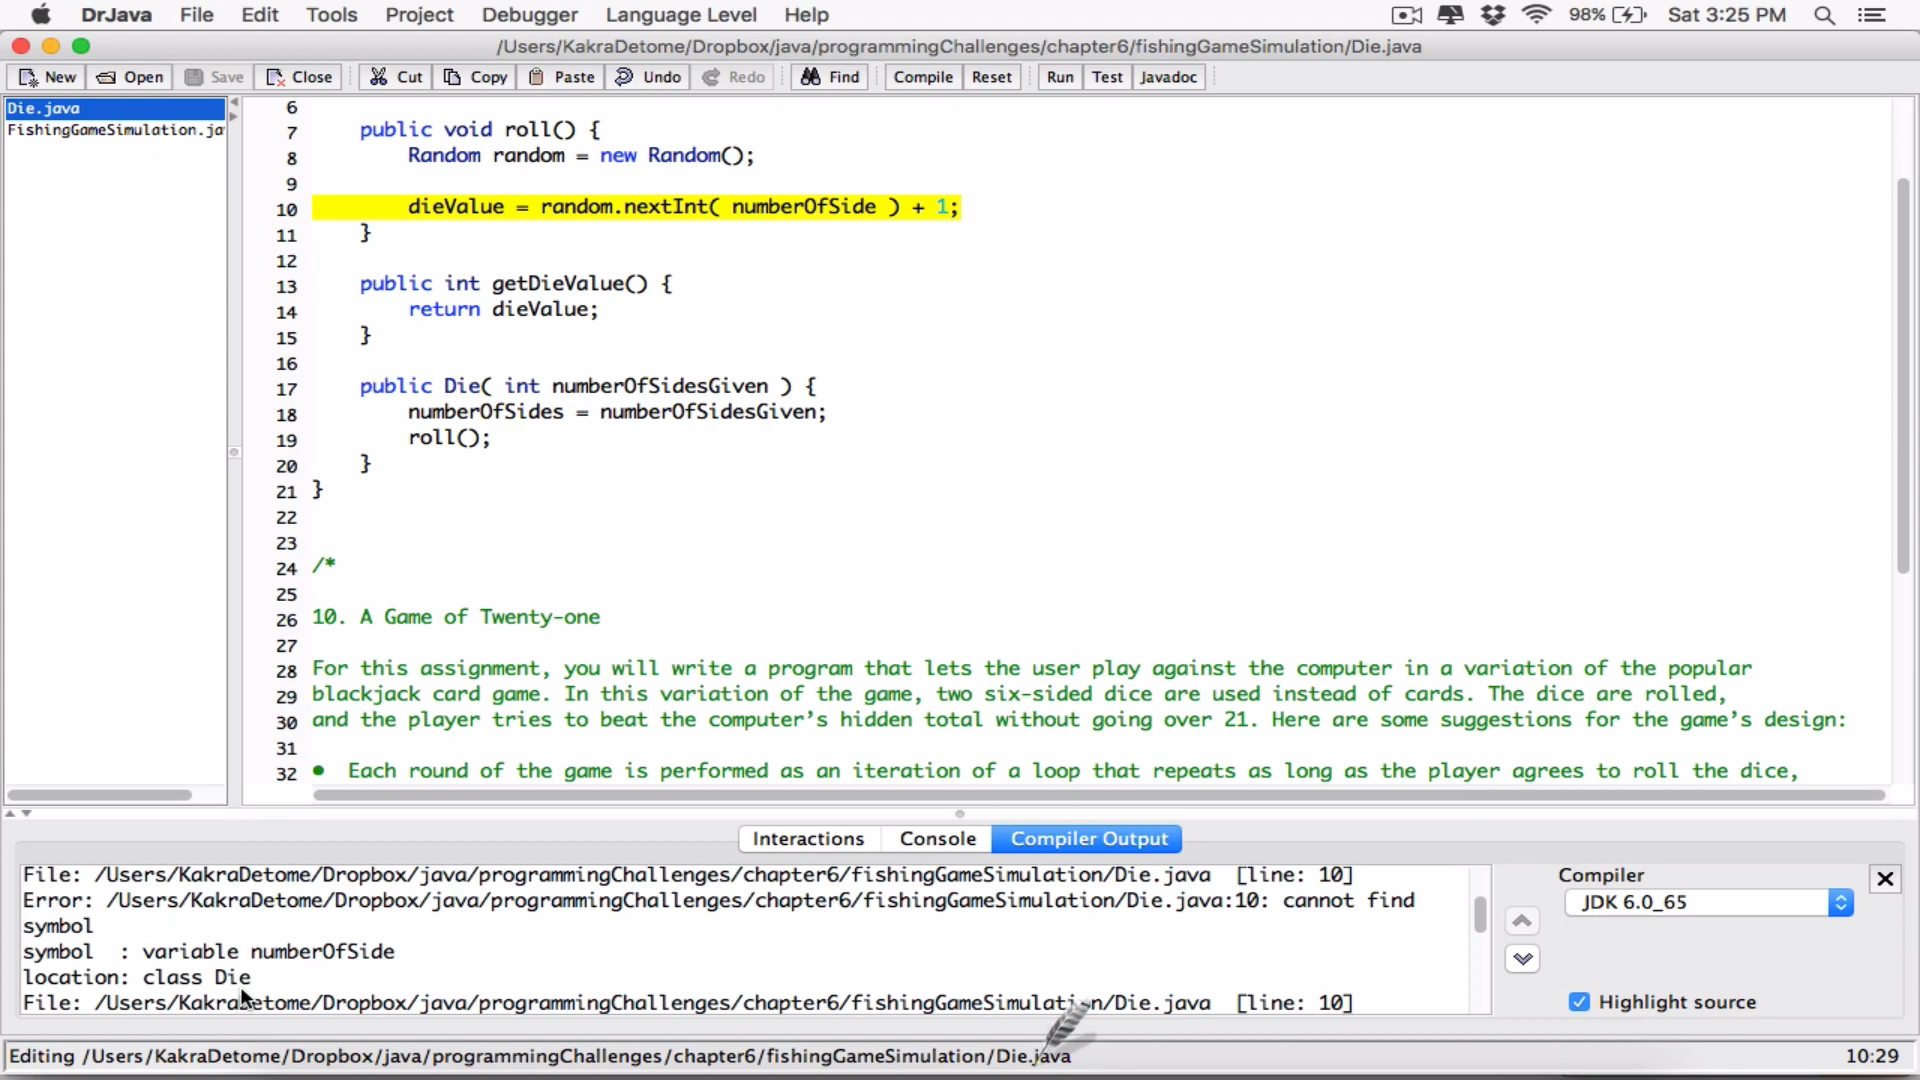 DrJava File Edit Tools Project Debugger Language Level Help 98% Sat 3:25 PM
/Users/KakraDetome/Dropbox/java/programmingChallenges/chapter6/fishingGameSimulation/Die.java
New Open Save Close Cut Copy Paste Undo Redo Find Compile Reset Run Test Javadoc
Die.java
FishingGameSimulation.ja
6
7 public void roll() {
8 Random random = new Random();
9
10 dieValue = random.nextInt( numberOfSide ) + 1;
11 }
12
13 public int getDieValue() {
14 return dieValue;
15 }
16
17 public Die( int numberOfSidesGiven ) {
18 numberOfSides = numberOfSidesGiven;
19 roll();
20 }
21 }
22
23
24 /*
25
26 10. A Game of Twenty-one
27
28 For this assignment, you will write a program that lets the user play against the computer in a variation of the popular
29 blackjack card game. In this variation of the game, two six-sided dice are used instead of cards. The dice are rolled,
30 and the player tries to beat the computer’s hidden total without going over 21. Here are some suggestions for the game’s design:
31
32 • Each round of the game is performed as an iteration of a loop that repeats as long as the player agrees to roll the dice,
Interactions Console Compiler Output
File: /Users/KakraDetome/Dropbox/java/programmingChallenges/chapter6/fishingGameSimulation/Die.java [line: 10]
Error: /Users/KakraDetome/Dropbox/java/programmingChallenges/chapter6/fishingGameSimulation/Die.java:10: cannot find
symbol
symbol : variable numberOfSide
location: class Die
File: /Users/KakraDetome/Dropbox/java/programmingChallenges/chapter6/fishingGameSimulation/Die.java [line: 10]
Compiler
JDK 6.0_65
Highlight source
Editing /Users/KakraDetome/Dropbox/java/programmingChallenges/chapter6/fishingGameSimulation/Die.java 10:29